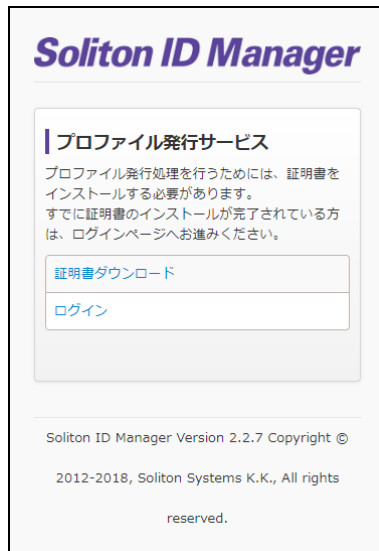 Soliton ID Manager
プロファイル発行サービス
プロファイル発行処理を行うためには、証明書を
インストールする必要があります。
すでに証明書のインストールが完了されている方
は、ログインページへお進みください。
証明書ダウンロード
ログイン
Soliton ID Manager Version 2.2.7 Copyright ©
2012-2018, Soliton Systems K.K., All rights
reserved.